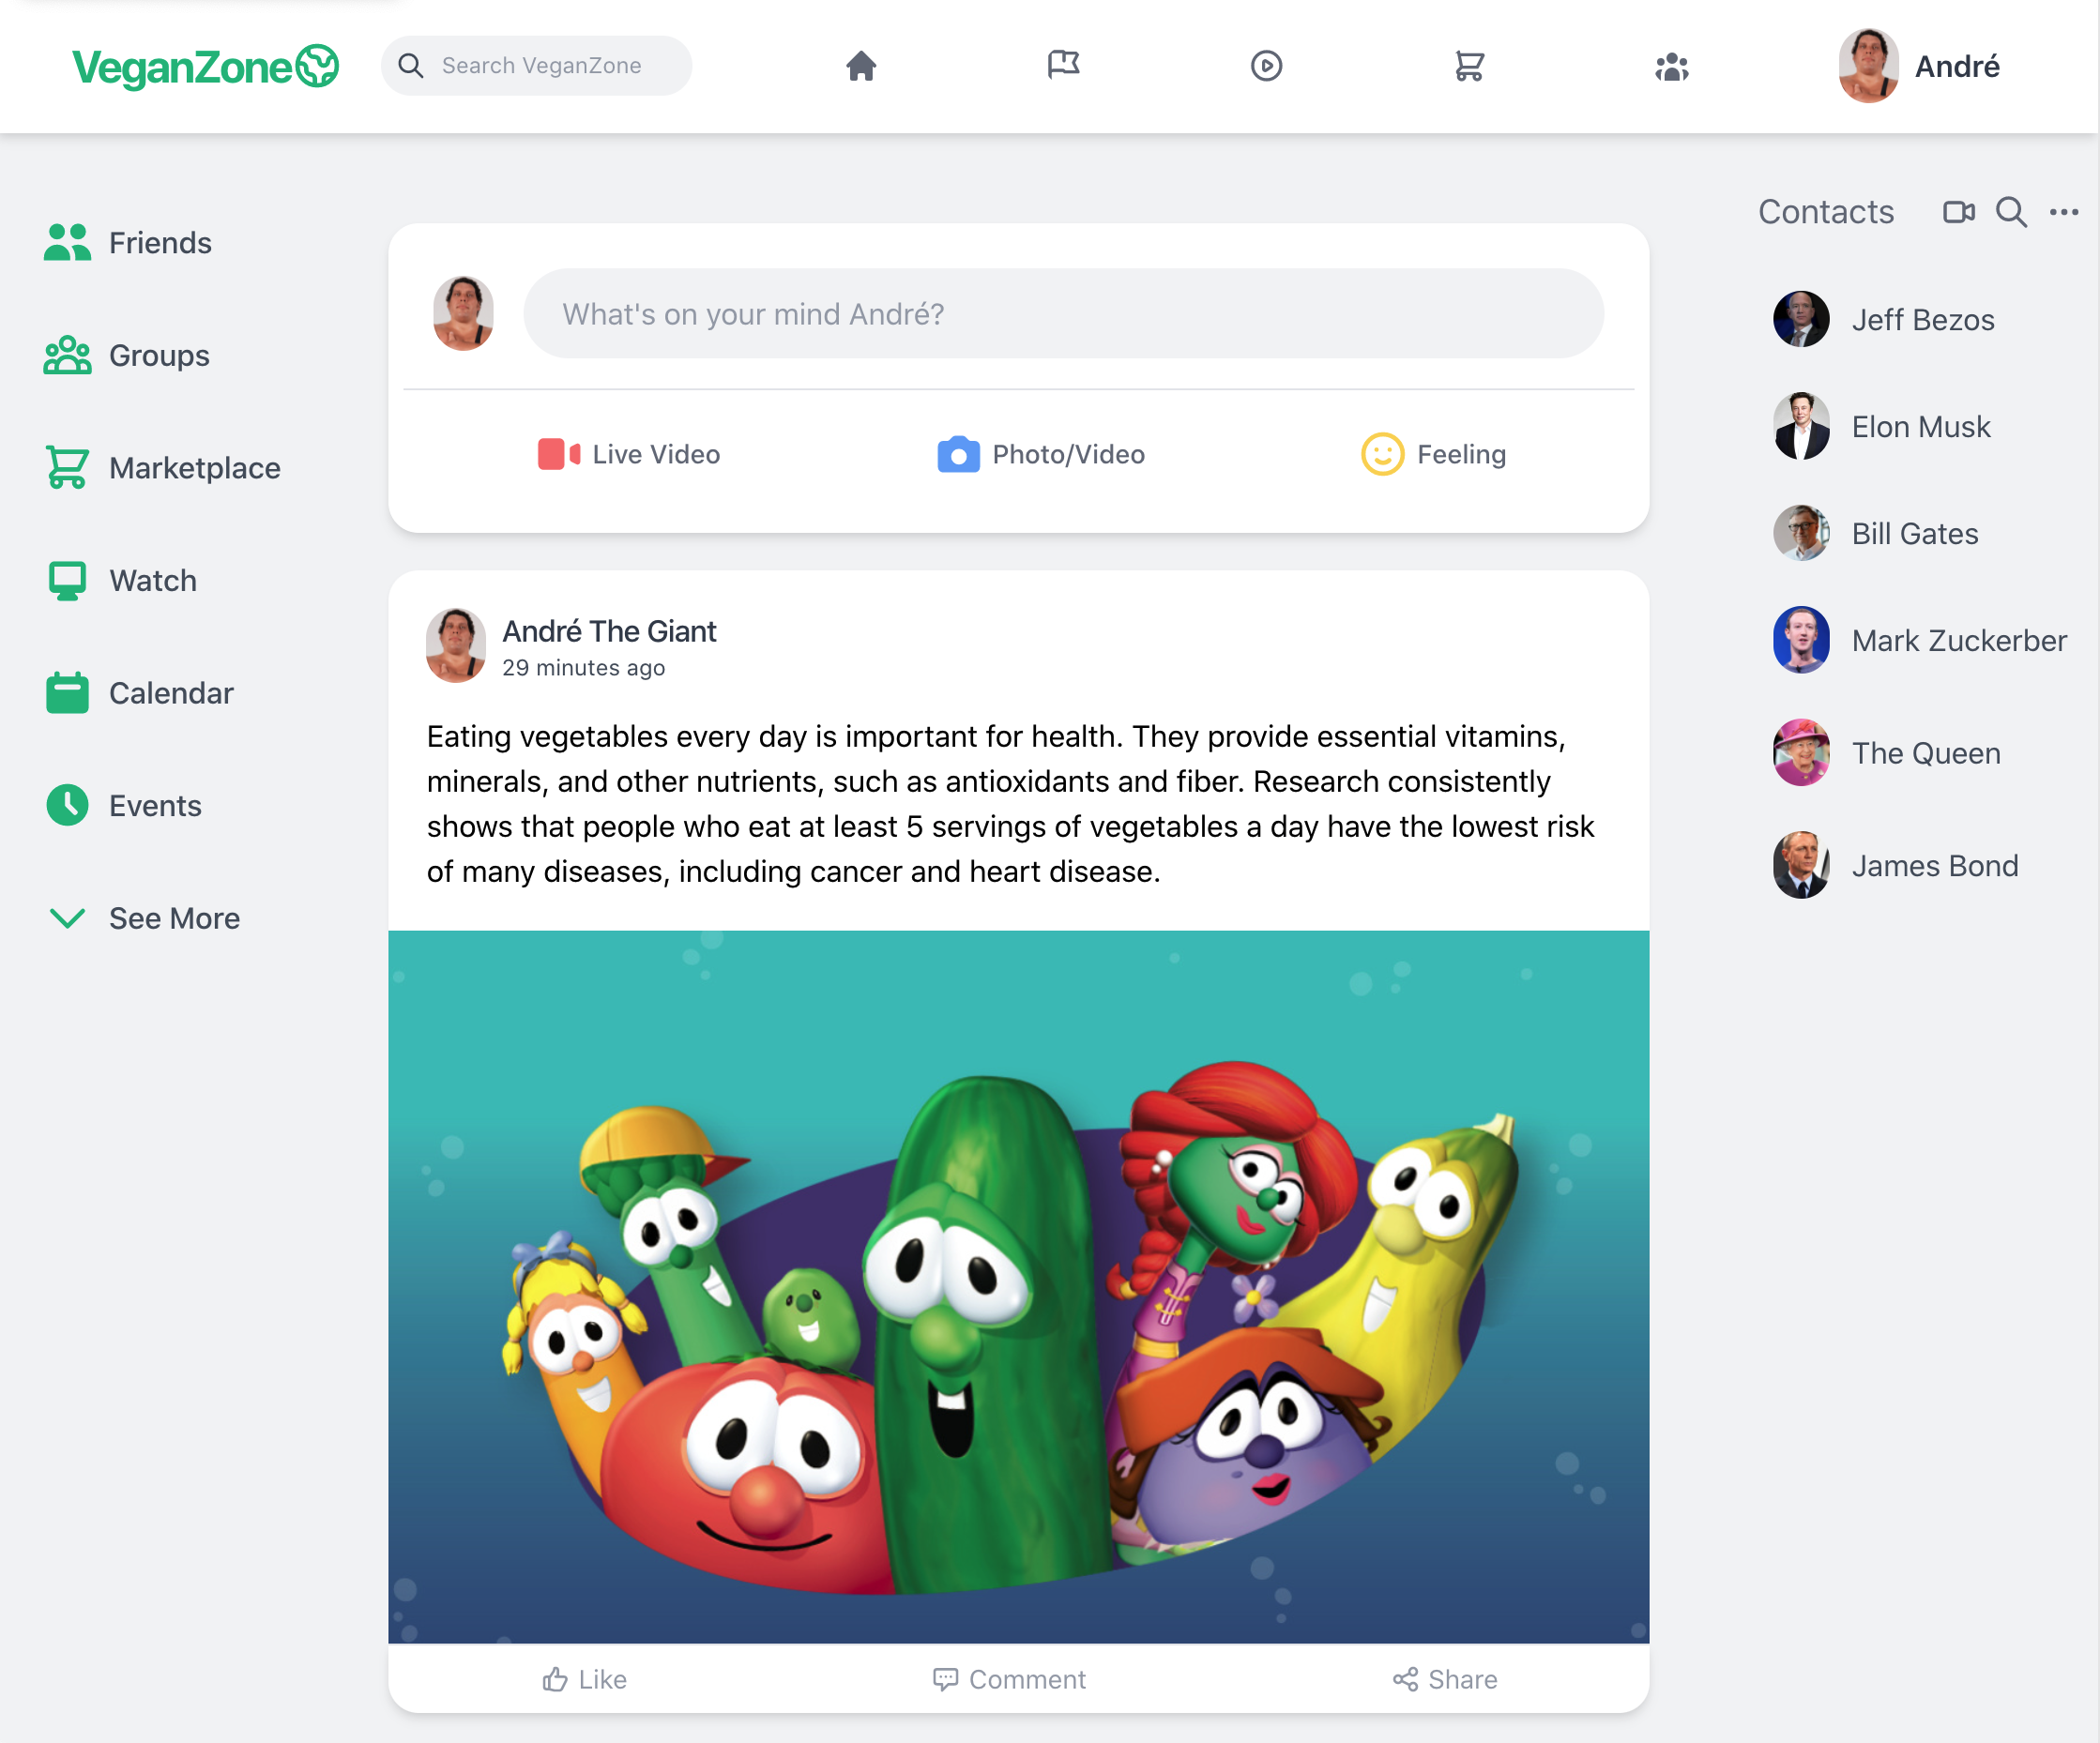 VeganZone
Search VeganZone
André
Friends
Groups
Marketplace
Watch
Calendar
Events
See More
What's on your mind André?
Live Video
Photo/Video
Feeling
André The Giant
29 minutes ago
Eating vegetables every day is important for health. They provide essential vitamins,
minerals, and other nutrients, such as antioxidants and fiber. Research consistently
shows that people who eat at least 5 servings of vegetables a day have the lowest risk
of many diseases, including cancer and heart disease.
Like
Comment
Share
Contacts
Jeff Bezos
Elon Musk
Bill Gates
Mark Zuckerber
The Queen
James Bond